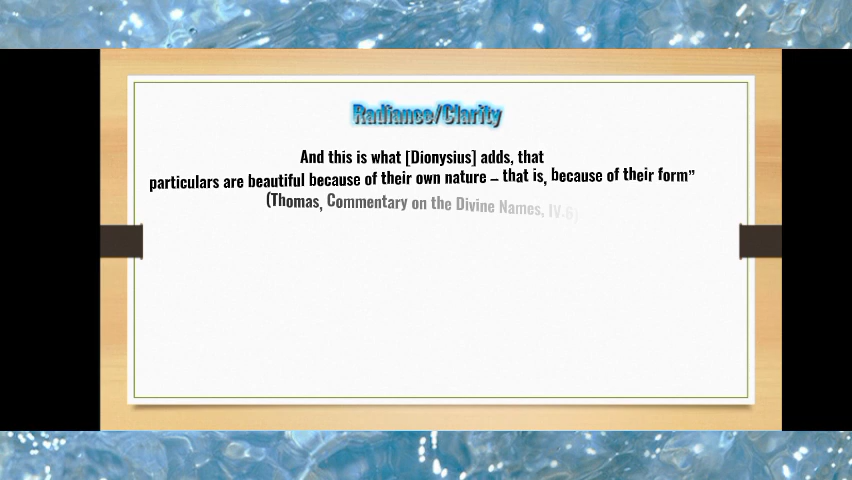 Radiance/Clarity
And this is what [Dionysius] adds, that
particulars are beautiful because of their own nature – that is, because of their form”
(Thomas, Commentary on the Divine Names, IV.6)